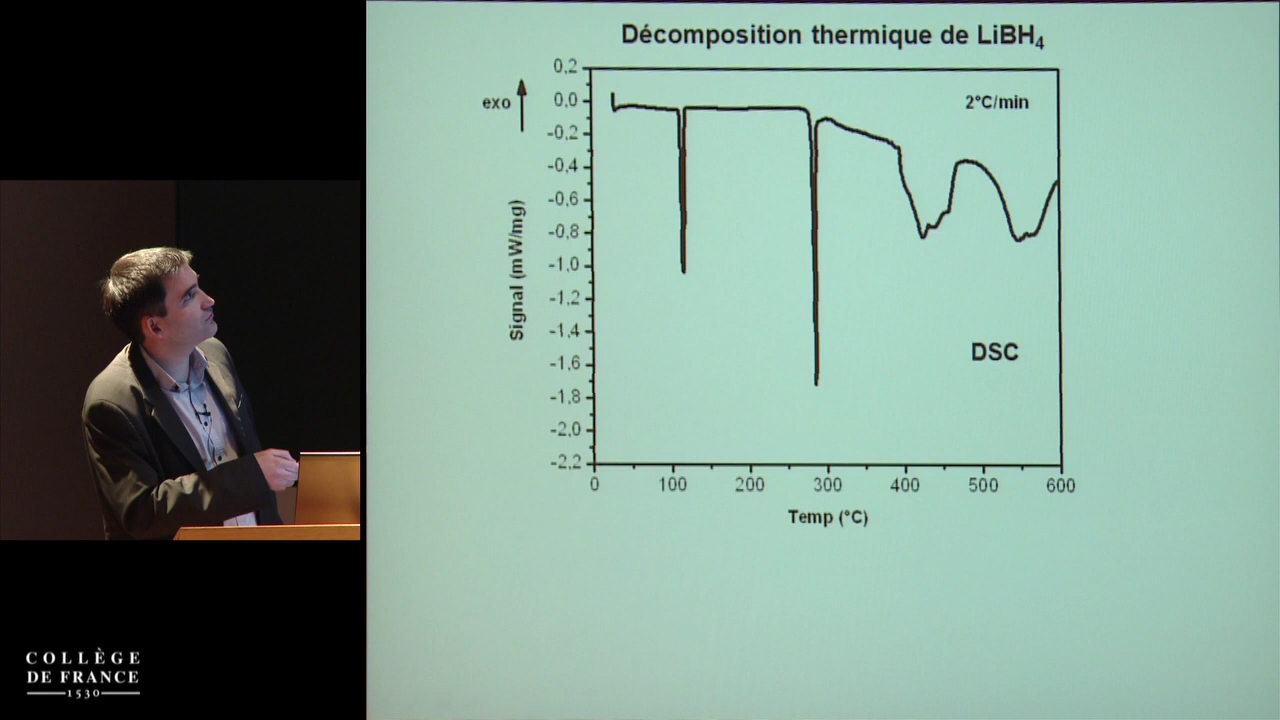 Décomposition thermique de LiBH₄
exo
2°C/min
0,2
0,0
-0,2
-0,4
-0,6
-0,8
-1,0
-1,2
-1,4
-1,6
-1,8
-2,0
-2,2
Signal (mW/mg)
DSC
0 100 200 300 400 500 600
Temp (°C)
COLLÈGE
DE FRANCE
1530